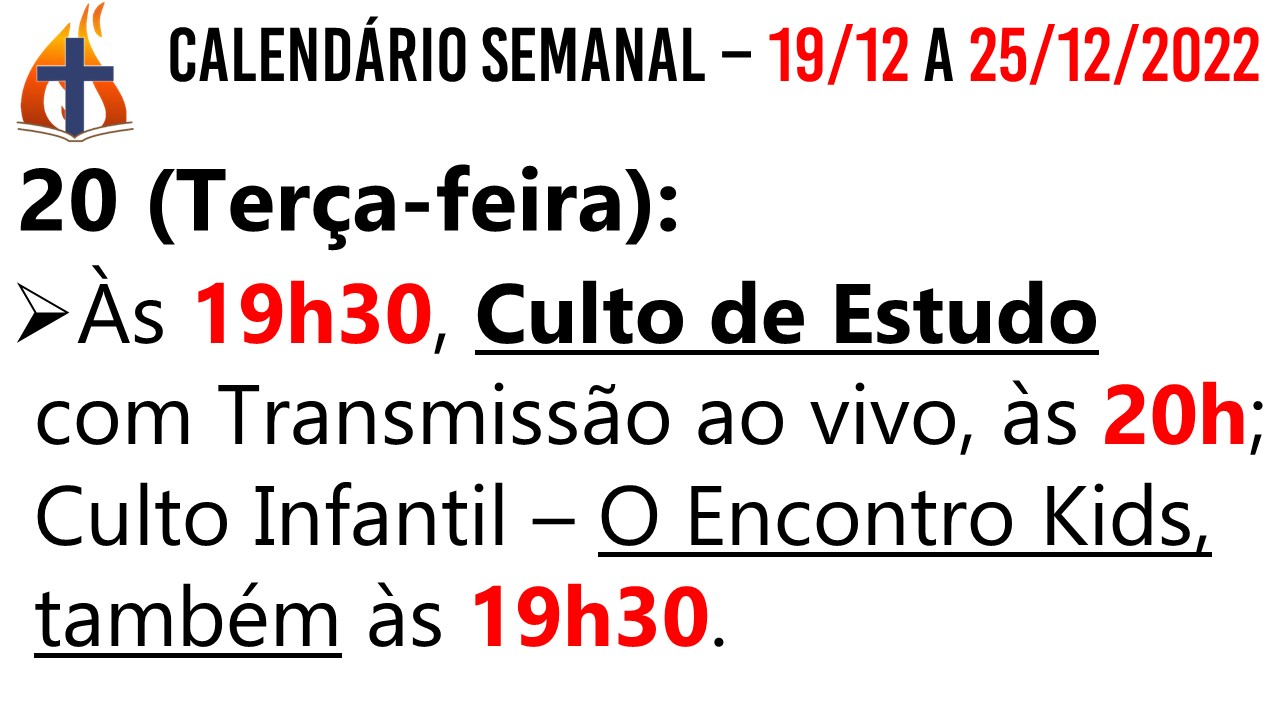 CALENDÁRIO SEMANAL – 19/12 A 25/12/2022
20 (Terça-feira):
➢Às 19h30, Culto de Estudo
com Transmissão ao vivo, às 20h;
Culto Infantil – O Encontro Kids,
também às 19h30.